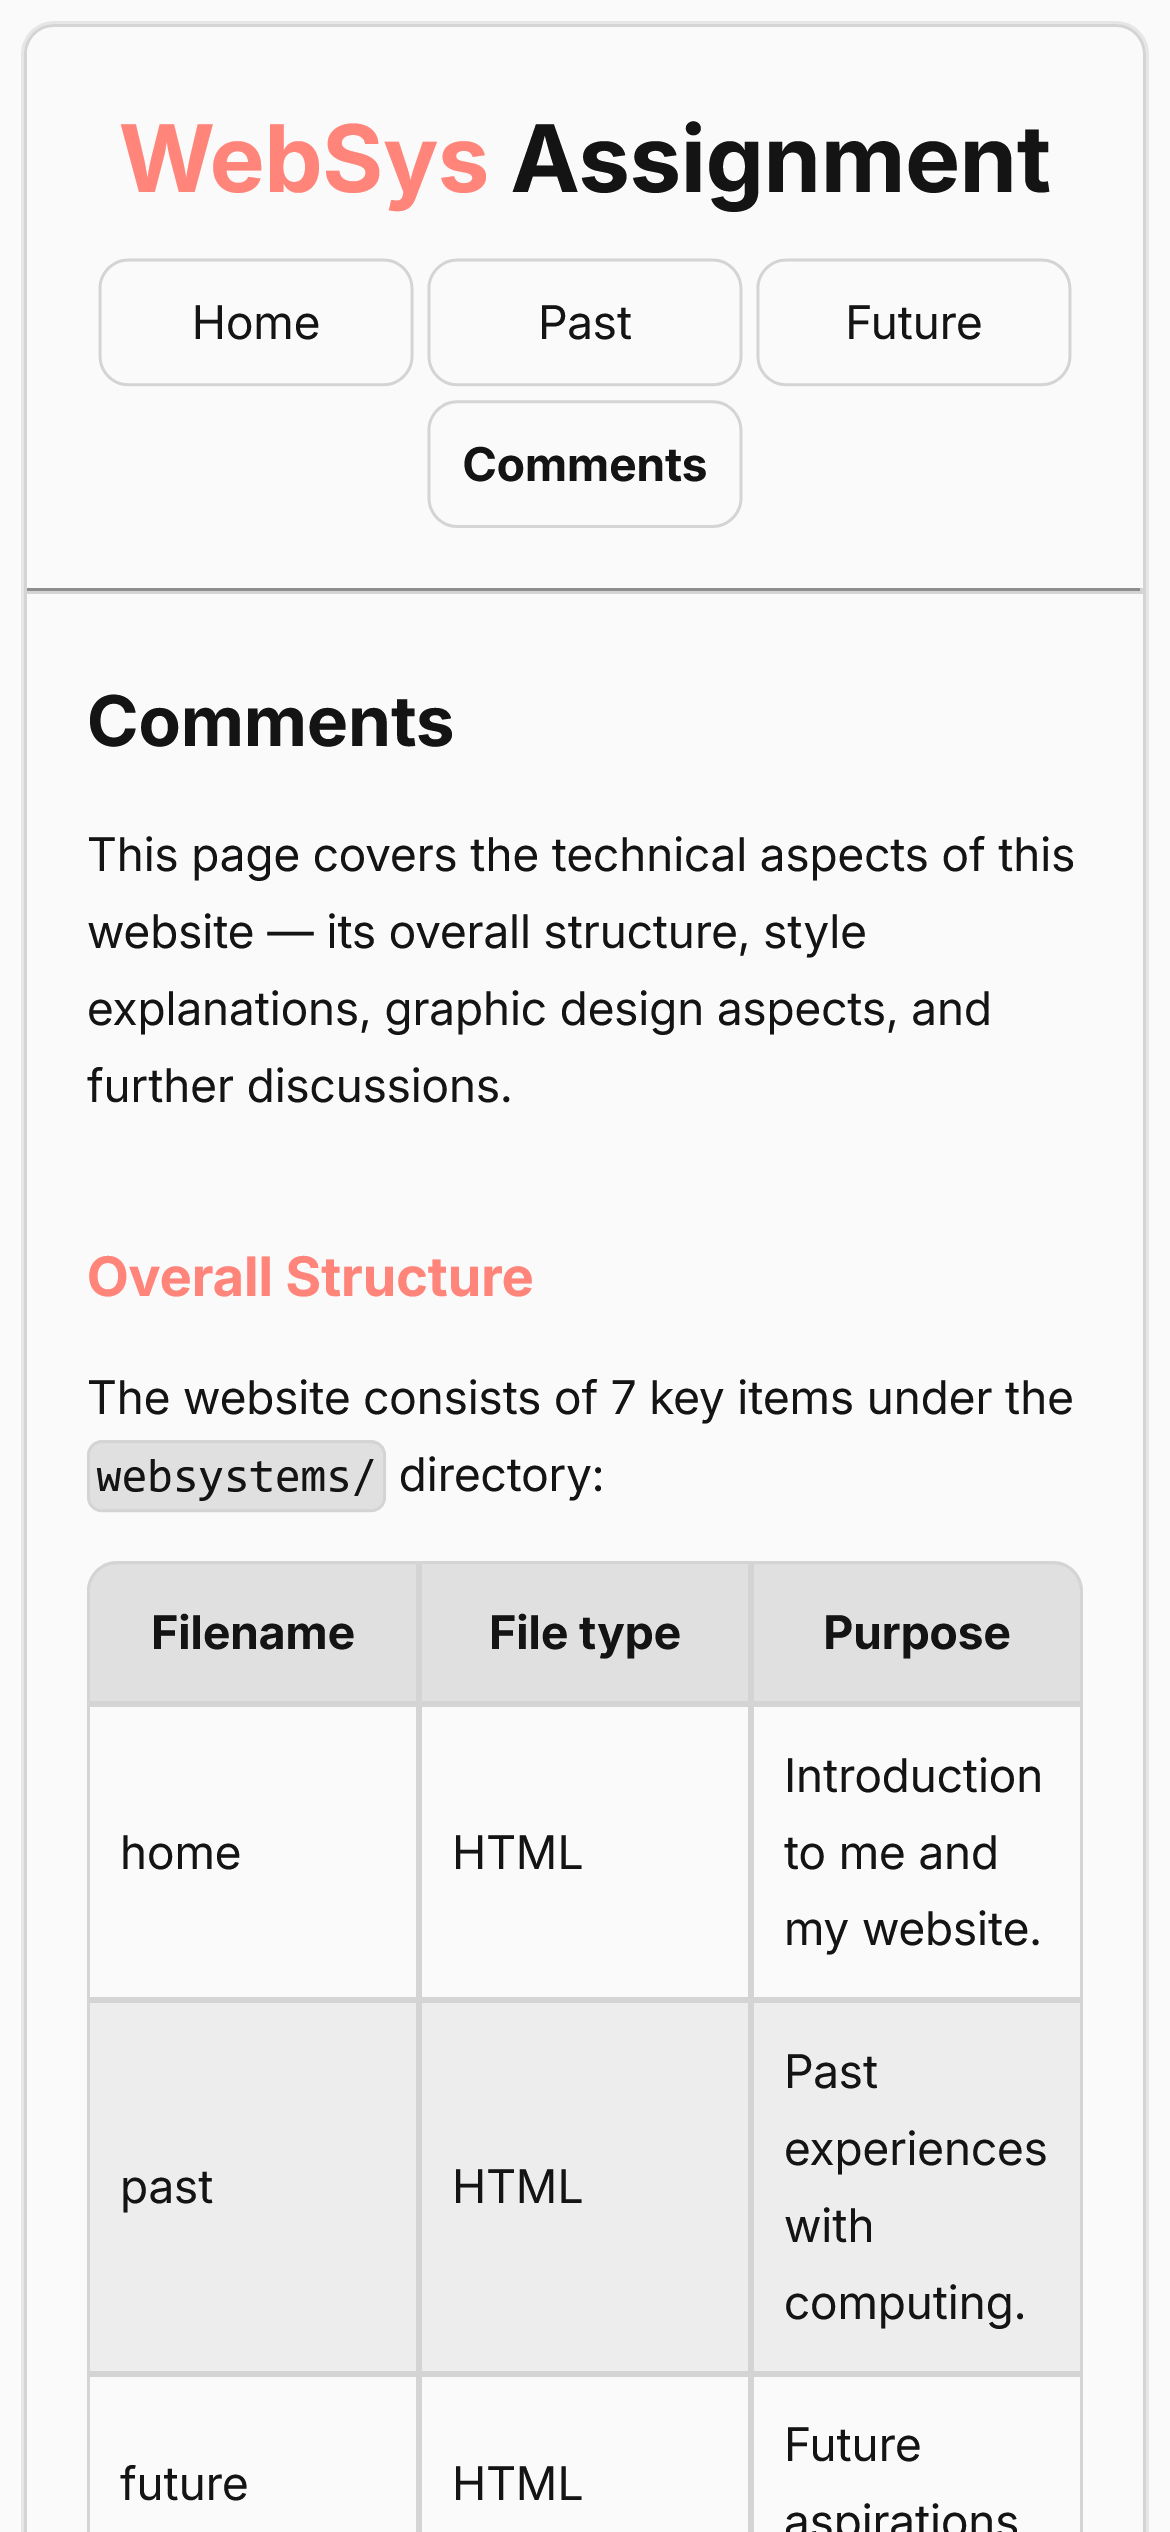 WebSys Assignment
Home Past Future
Comments
Comments
This page covers the technical aspects of this
website — its overall structure, style
explanations, graphic design aspects, and
further discussions.
Overall Structure
The website consists of 7 key items under the
websystems/ directory:
Filename File type Purpose
home HTML Introduction
to me and
my website.
past HTML Past
experiences
with
computing.
future HTML Future
aspirations